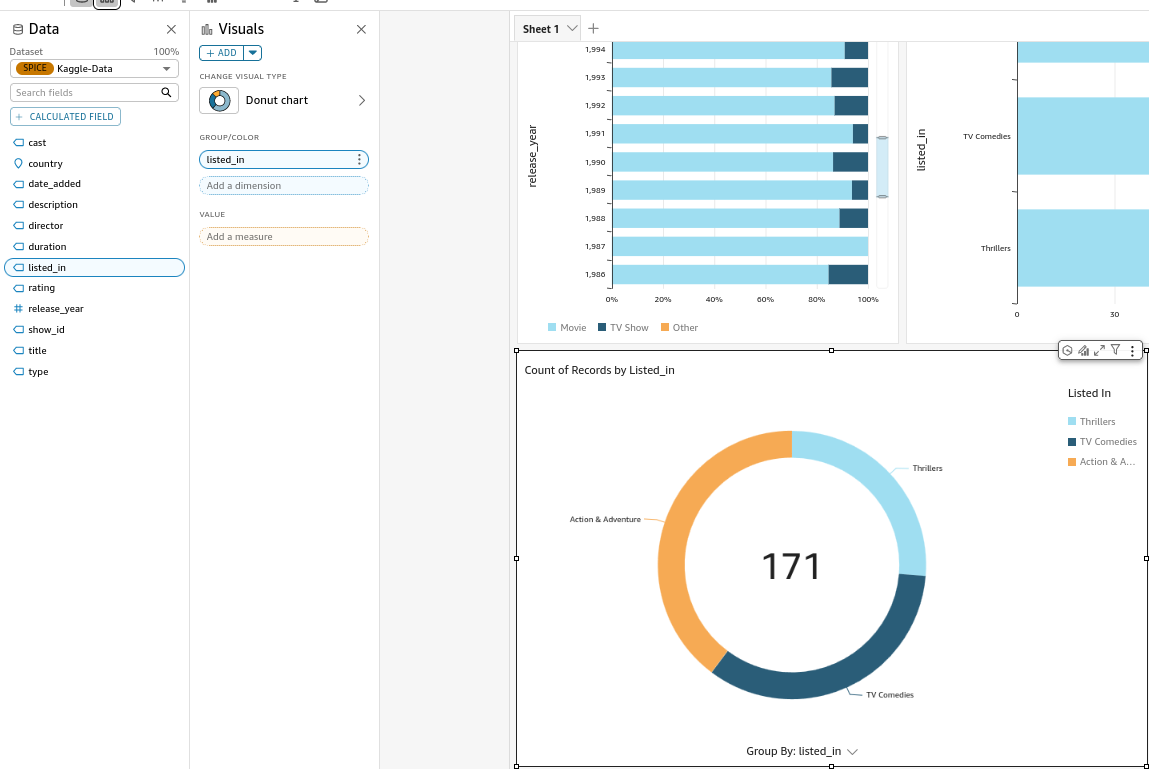 Data
Dataset
100%
SPICE Kaggle-Data
Search fields
+ CALCULATED FIELD
cast
country
date_added
description
director
duration
listed_in
rating
# release_year
show_id
title
type
Visuals
+ ADD
CHANGE VISUAL TYPE
Donut chart
GROUP/COLOR
listed_in
Add a dimension
VALUE
Add a measure
Sheet 1
+
release_year
1,994
1,993
1,992
1,991
1,990
1,989
1,988
1,987
1,986
0% 20% 40% 60% 80% 100%
Movie TV Show Other
listed_in
TV Comedies
Thrillers
0 30
Count of Records by Listed_in
Listed In
Thrillers
TV Comedies
Action & A...
Thrillers
Action & Adventure
171
TV Comedies
Group By: listed_in